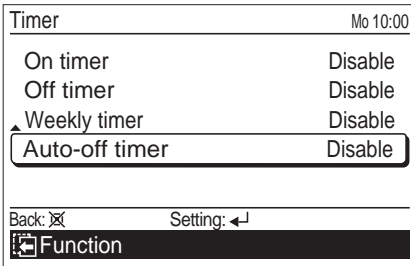 Timer Mo 10:00
On timer Disable
Off timer Disable
Weekly timer Disable
Auto-off timer Disable
Back: Setting:
Function